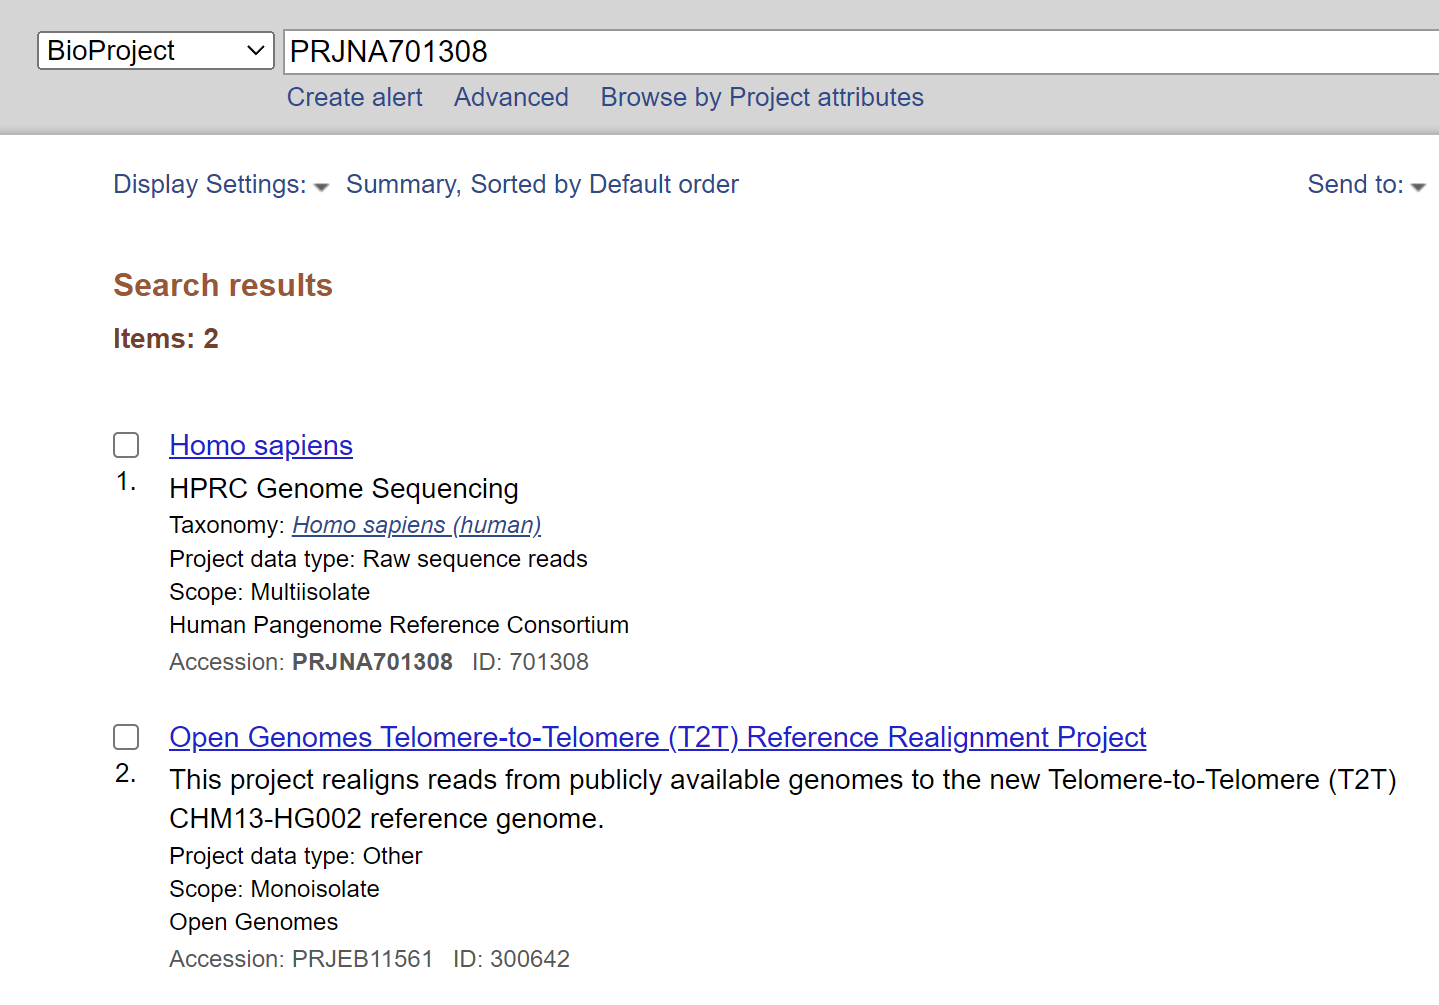 BioProject PRJNA701308
Create alert Advanced Browse by Project attributes
Display Settings: Summary, Sorted by Default order Send to:
Search results
Items: 2
Homo sapiens
1. HPRC Genome Sequencing
Taxonomy: Homo sapiens (human)
Project data type: Raw sequence reads
Scope: Multiisolate
Human Pangenome Reference Consortium
Accession: PRJNA701308 ID: 701308
Open Genomes Telomere-to-Telomere (T2T) Reference Realignment Project
2. This project realigns reads from publicly available genomes to the new Telomere-to-Telomere (T2T)
CHM13-HG002 reference genome.
Project data type: Other
Scope: Monoisolate
Open Genomes
Accession: PRJEB11561 ID: 300642